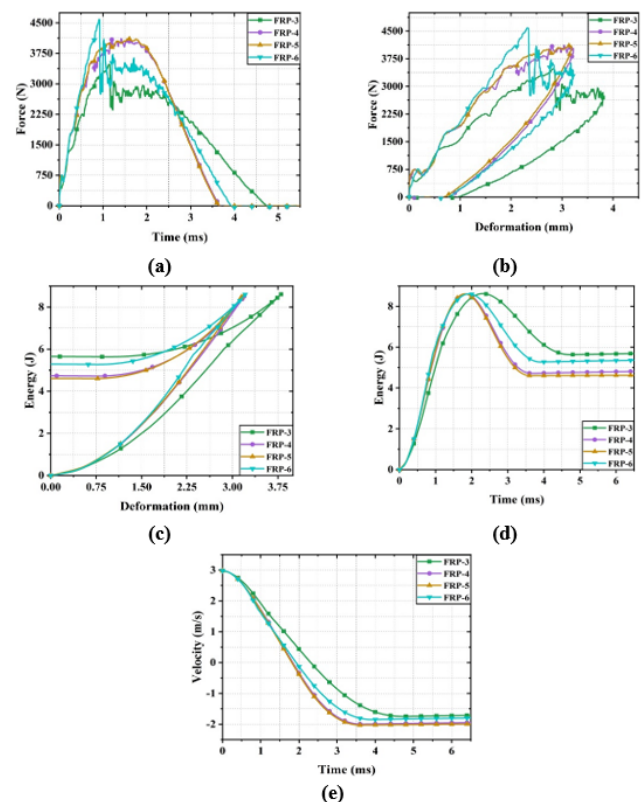 4500
3750
3000
2250
1500
750
0
Force (N)
FRP-3
FRP-4
FRP-5
FRP-6
0 1 2 3 4 5
Time (ms)
(a)
4500
3750
3000
2250
1500
750
0
Force (N)
FRP-3
FRP-4
FRP-5
FRP-6
0 1 2 3 4
Deformation (mm)
(b)
8
6
4
2
0
Energy (J)
FRP-3
FRP-4
FRP-5
FRP-6
0.00 0.75 1.50 2.25 3.00 3.75
Deformation (mm)
(c)
8
6
4
2
0
Energy (J)
FRP-3
FRP-4
FRP-5
FRP-6
0 1 2 3 4 5 6
Time (ms)
(d)
3
2
1
0
-1
-2
Velocity (m/s)
FRP-3
FRP-4
FRP-5
FRP-6
0 1 2 3 4 5 6
Time (ms)
(e)